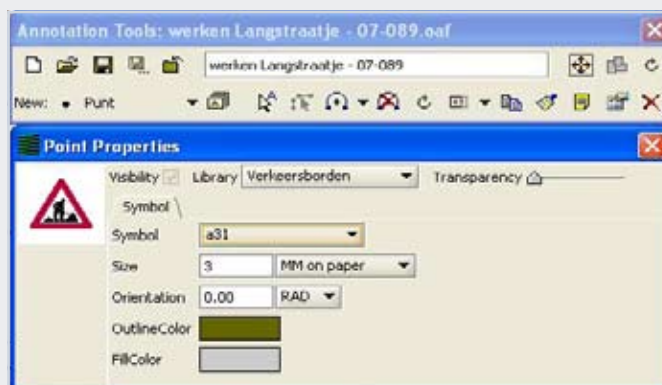 Annotation Tools: werken Langstraatje - 07-089.oaf
werken Langstraatje - 07-089
New: Punt
Point Properties
Visibility Library Verkeersborden Transparency
Symbol
Symbol a31
Size 3 MM on paper
Orientation 0.00 RAD
OutlineColor
FillColor